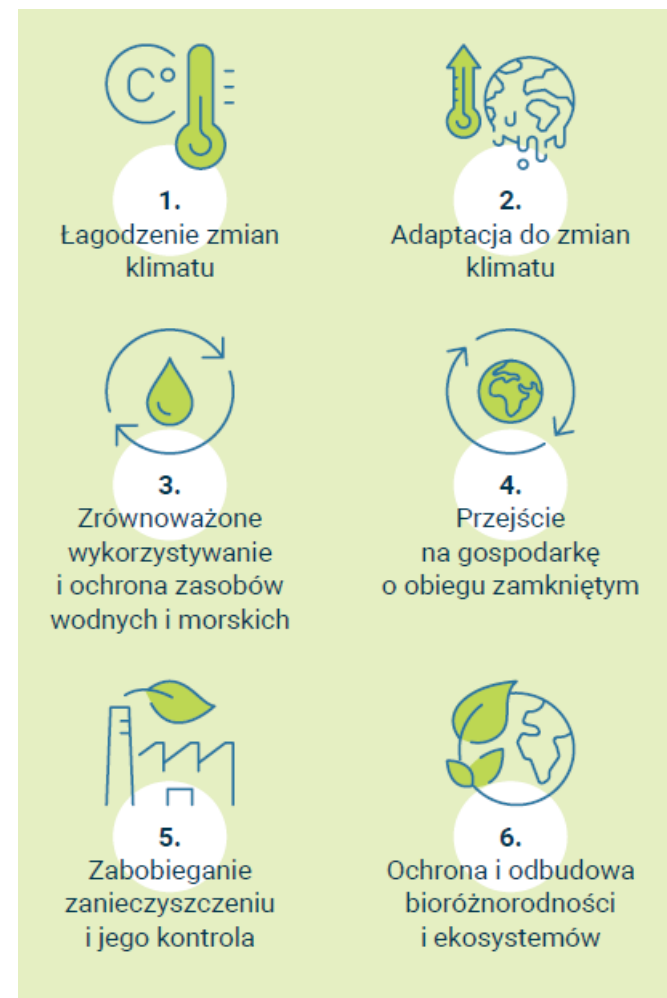 C°
1.
Łagodzenie zmian
klimatu
2.
Adaptacja do zmian
klimatu
3.
Zrównoważone
wykorzystywanie
i ochrona zasobów
wodnych i morskich
4.
Przejście
na gospodarkę
o obiegu zamkniętym
5.
Zabobieganie
zanieczyszczeniu
i jego kontrola
6.
Ochrona i odbudowa
bioróżnorodności
i ekosystemów